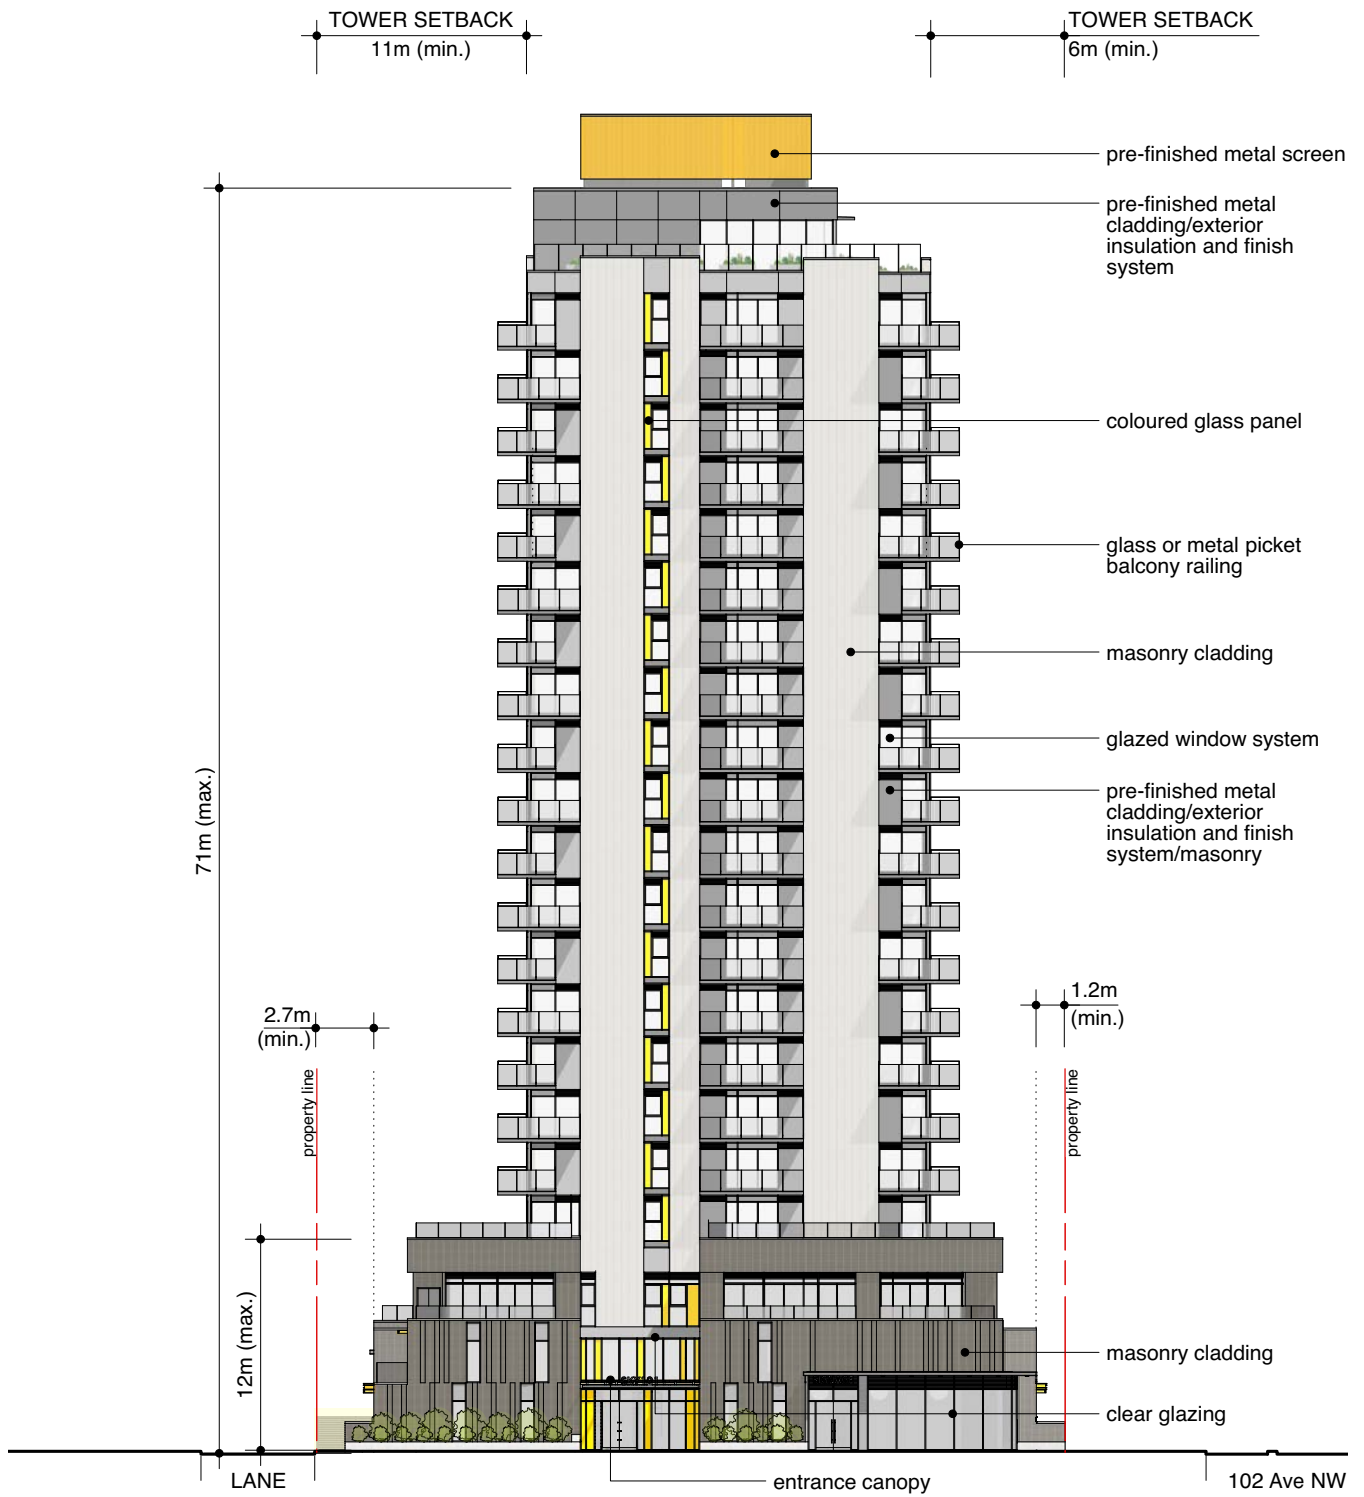 TOWER SETBACK
11m (min.)
TOWER SETBACK
6m (min.)
pre-finished metal screen
pre-finished metal
cladding/exterior
insulation and finish
system
coloured glass panel
glass or metal picket
balcony railing
masonry cladding
glazed window system
pre-finished metal
cladding/exterior
insulation and finish
system/masonry
71m (max.)
2.7m
(min.)
1.2m
(min.)
property line
property line
12m (max.)
masonry cladding
clear glazing
entrance canopy
LANE
102 Ave NW